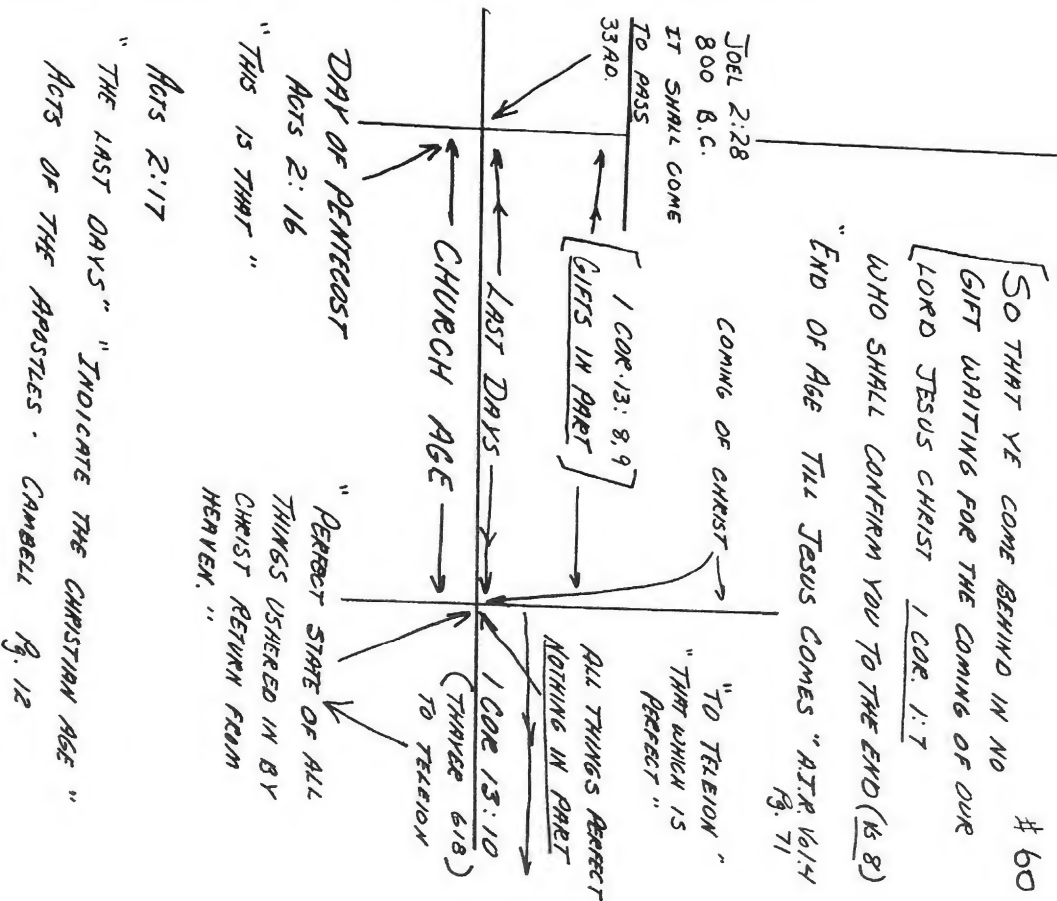 # 60
SO THAT YE COME BEHIND IN NO
GIFT WAITING FOR THE COMING OF OUR
LORD JESUS CHRIST 1 COR. 1:7
WHO SHALL CONFIRM YOU TO THE END (VS 8)
"END OF AGE TILL JESUS COMES" A.T.R Vol.4
Pg. 71
JOEL 2:28
800 B.C.
IT SHALL COME
TO PASS
33 AD.
COMING OF CHRIST
"TO TELEION"
"THAT WHICH IS
PERFECT"
1 COR. 13: 8,9
GIFTS IN PART
ALL THINGS PERFECT
NOTHING IN PART
LAST DAYS
1 COR 13:10
CHURCH AGE
(THAYER 618)
TO TELEION
DAY OF PENTECOST
ACTS 2: 16
"THIS IS THAT"
"PERFECT STATE OF ALL
THINGS USHERED IN BY
CHRIST RETURN FROM
HEAVEN."
ACTS 2:17
"THE LAST DAYS" "INDICATE THE CHRISTIAN AGE"
ACTS OF THE APOSTLES. CAMBELL Pg. 12